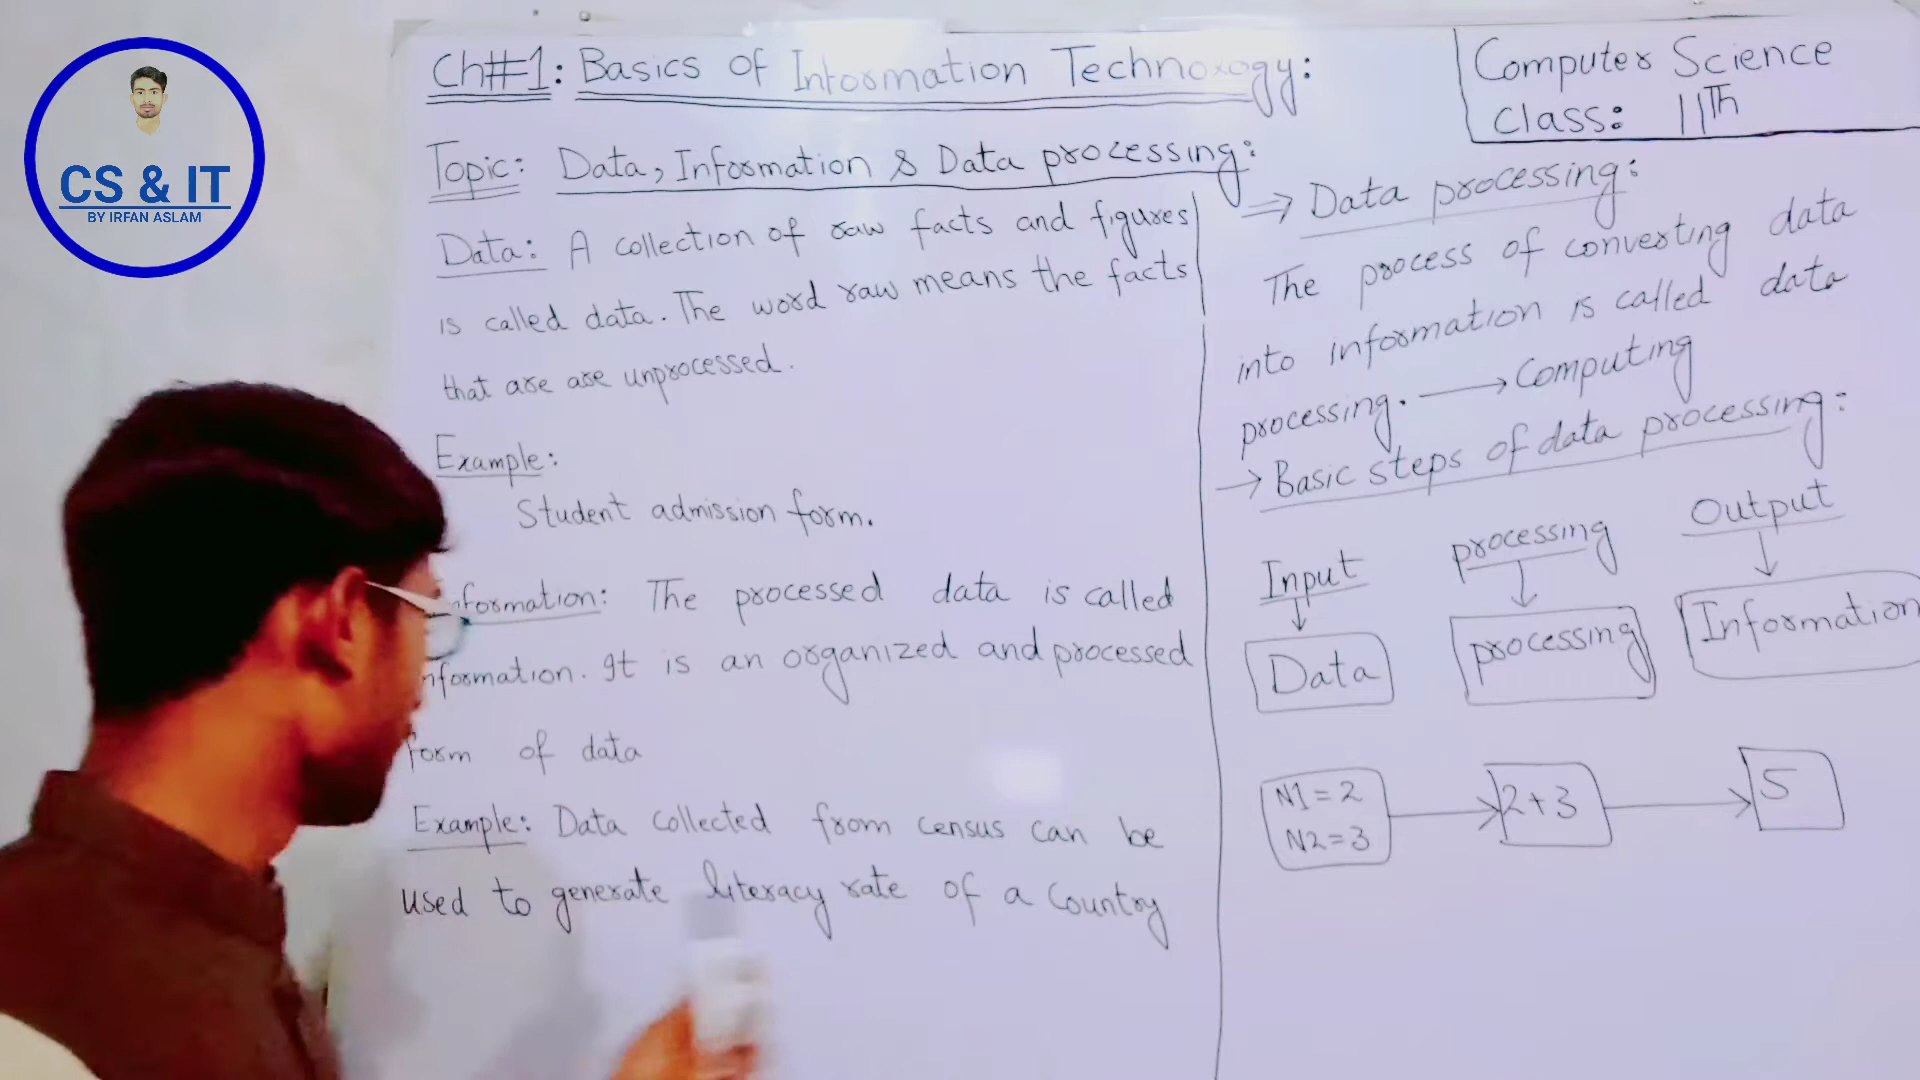 CS & IT
BY IRFAN ASLAM
Ch#1: Basics of Information Technology:
Computer Science
Class: 11Th
Topic: Data, Information & Data processing:
Data: A collection of raw facts and figures
is called data. The word raw means the facts
that are are unprocessed.
Example:
Student admission form.
nformation: The processed data is called
nformation. It is an organized and processed
form of data
Example: Data collected from census can be
used to generate literacy rate of a Country
⇒ Data processing:
The process of converting data
into information is called data
processing. → Computing
→ Basic steps of data processing:
Input processing Output
Data processing Information
N1=2
N2=3
2+3
5